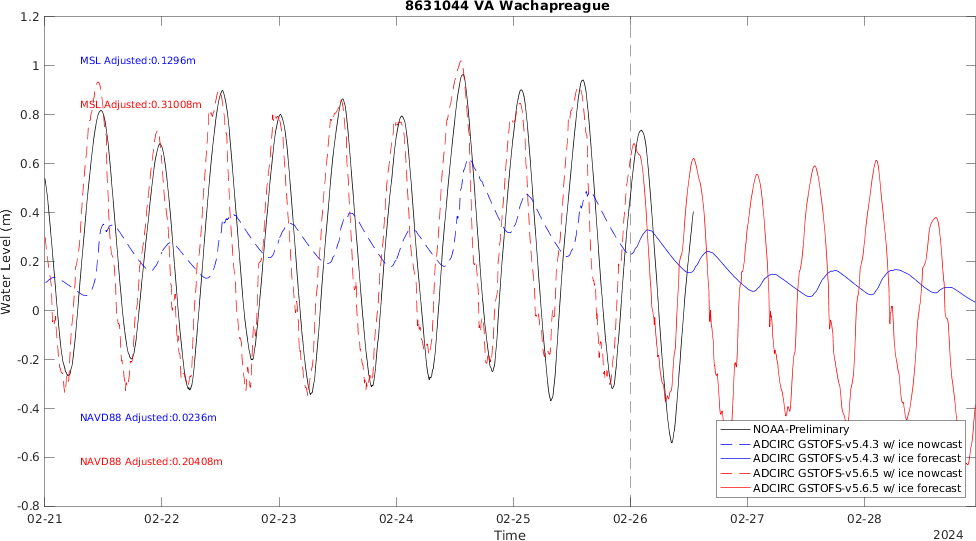 8631044 VA Wachapreague
1.2
1
0.8
0.6
0.4
0.2
0
-0.2
-0.4
-0.6
-0.8
Water Level (m)
MSL Adjusted:0.1296m
MSL Adjusted:0.31008m
NAVD88 Adjusted:0.0236m
NAVD88 Adjusted:0.20408m
NOAA-Preliminary
ADCIRC GSTOFS-v5.4.3 w/ ice nowcast
ADCIRC GSTOFS-v5.4.3 w/ ice forecast
ADCIRC GSTOFS-v5.6.5 w/ ice nowcast
ADCIRC GSTOFS-v5.6.5 w/ ice forecast
02-21 02-22 02-23 02-24 02-25 02-26 02-27 02-28
Time
2024